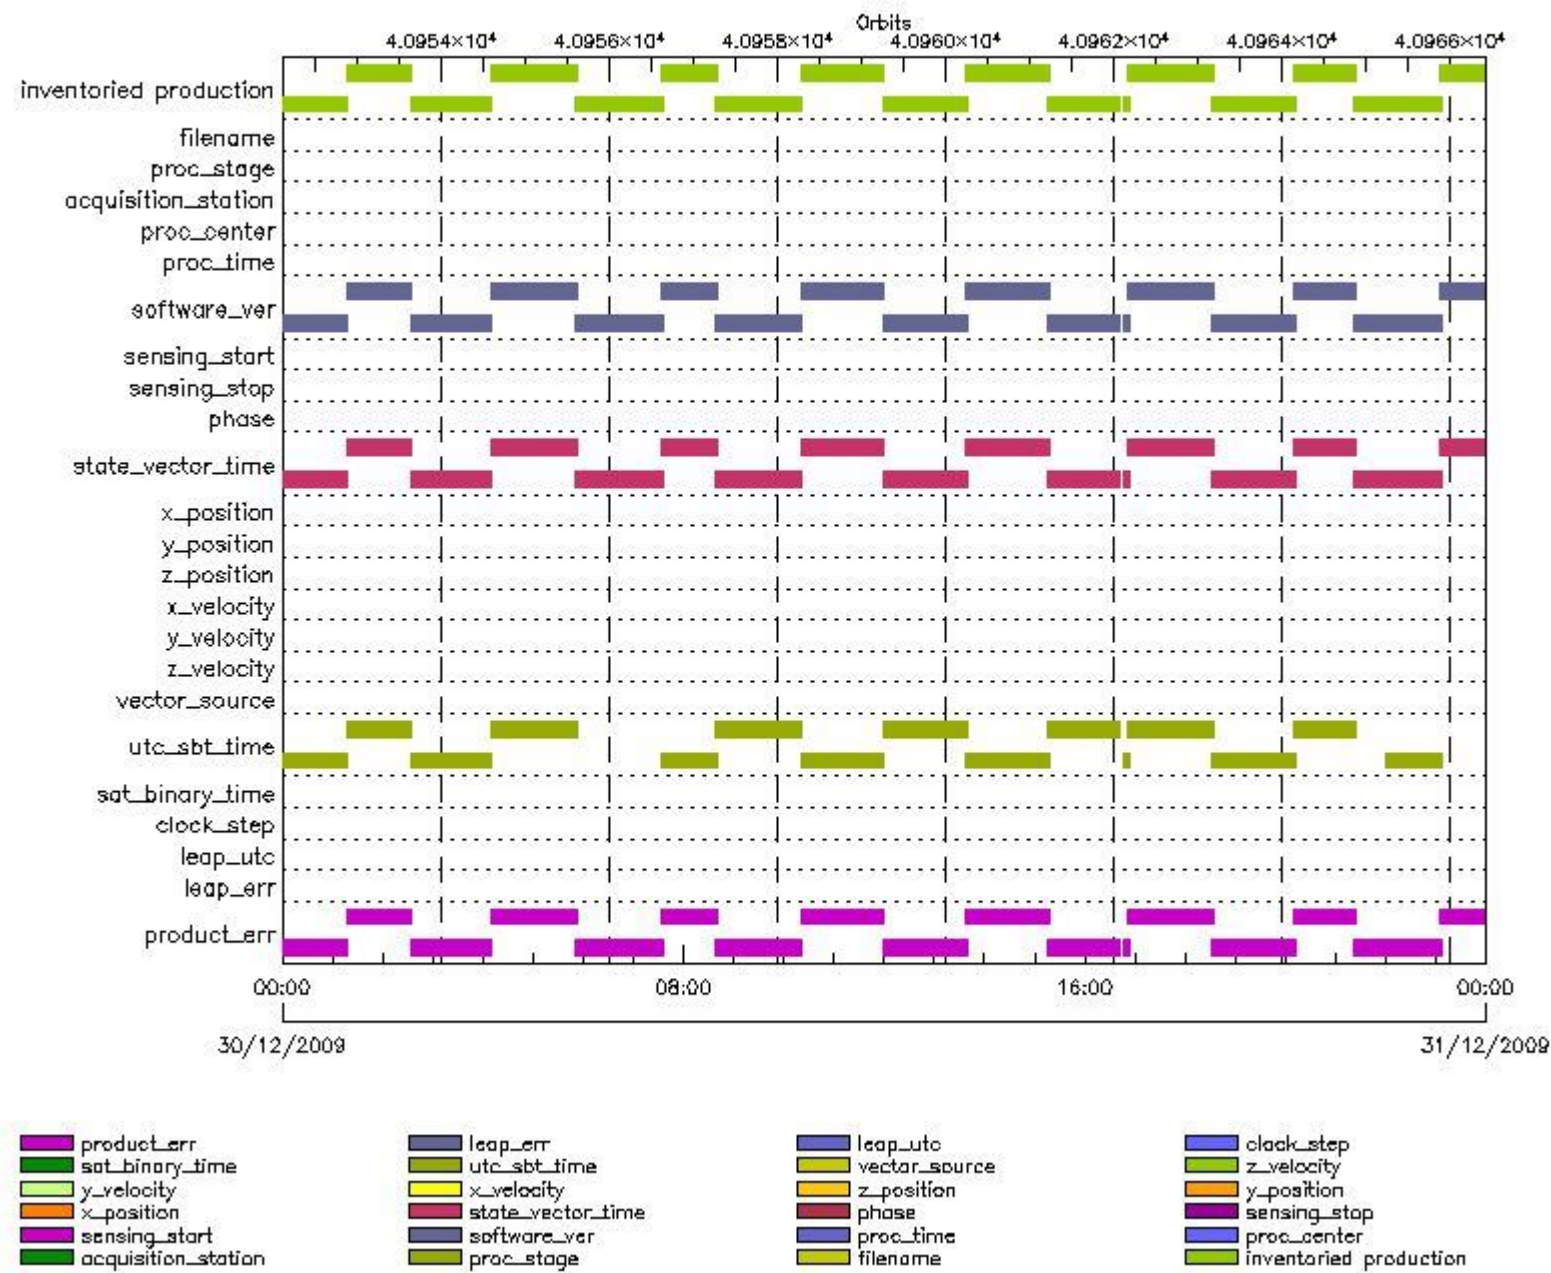 Orbits
4.0954×10⁴ 4.0956×10⁴ 4.0958×10⁴ 4.0960×10⁴ 4.0962×10⁴ 4.0964×10⁴ 4.0966×10⁴
inventoried production
filename
proc_stage
acquisition_station
proc_center
proc_time
software_ver
sensing_start
sensing_stop
phase
state_vector_time
x_position
y_position
z_position
x_velocity
y_velocity
z_velocity
vector_source
utc_sbt_time
sat_binary_time
clock_step
leap_utc
leap_err
product_err
00:00 08:00 16:00 00:00
30/12/2009 31/12/2009
product_err leap_err leap_utc clock_step
sat_binary_time utc_sbt_time vector_source z_velocity
y_velocity x_velocity z_position y_position
x_position state_vector_time phase sensing_stop
sensing_start software_ver proc_time proc_center
acquisition_station proc_stage filename inventoried production